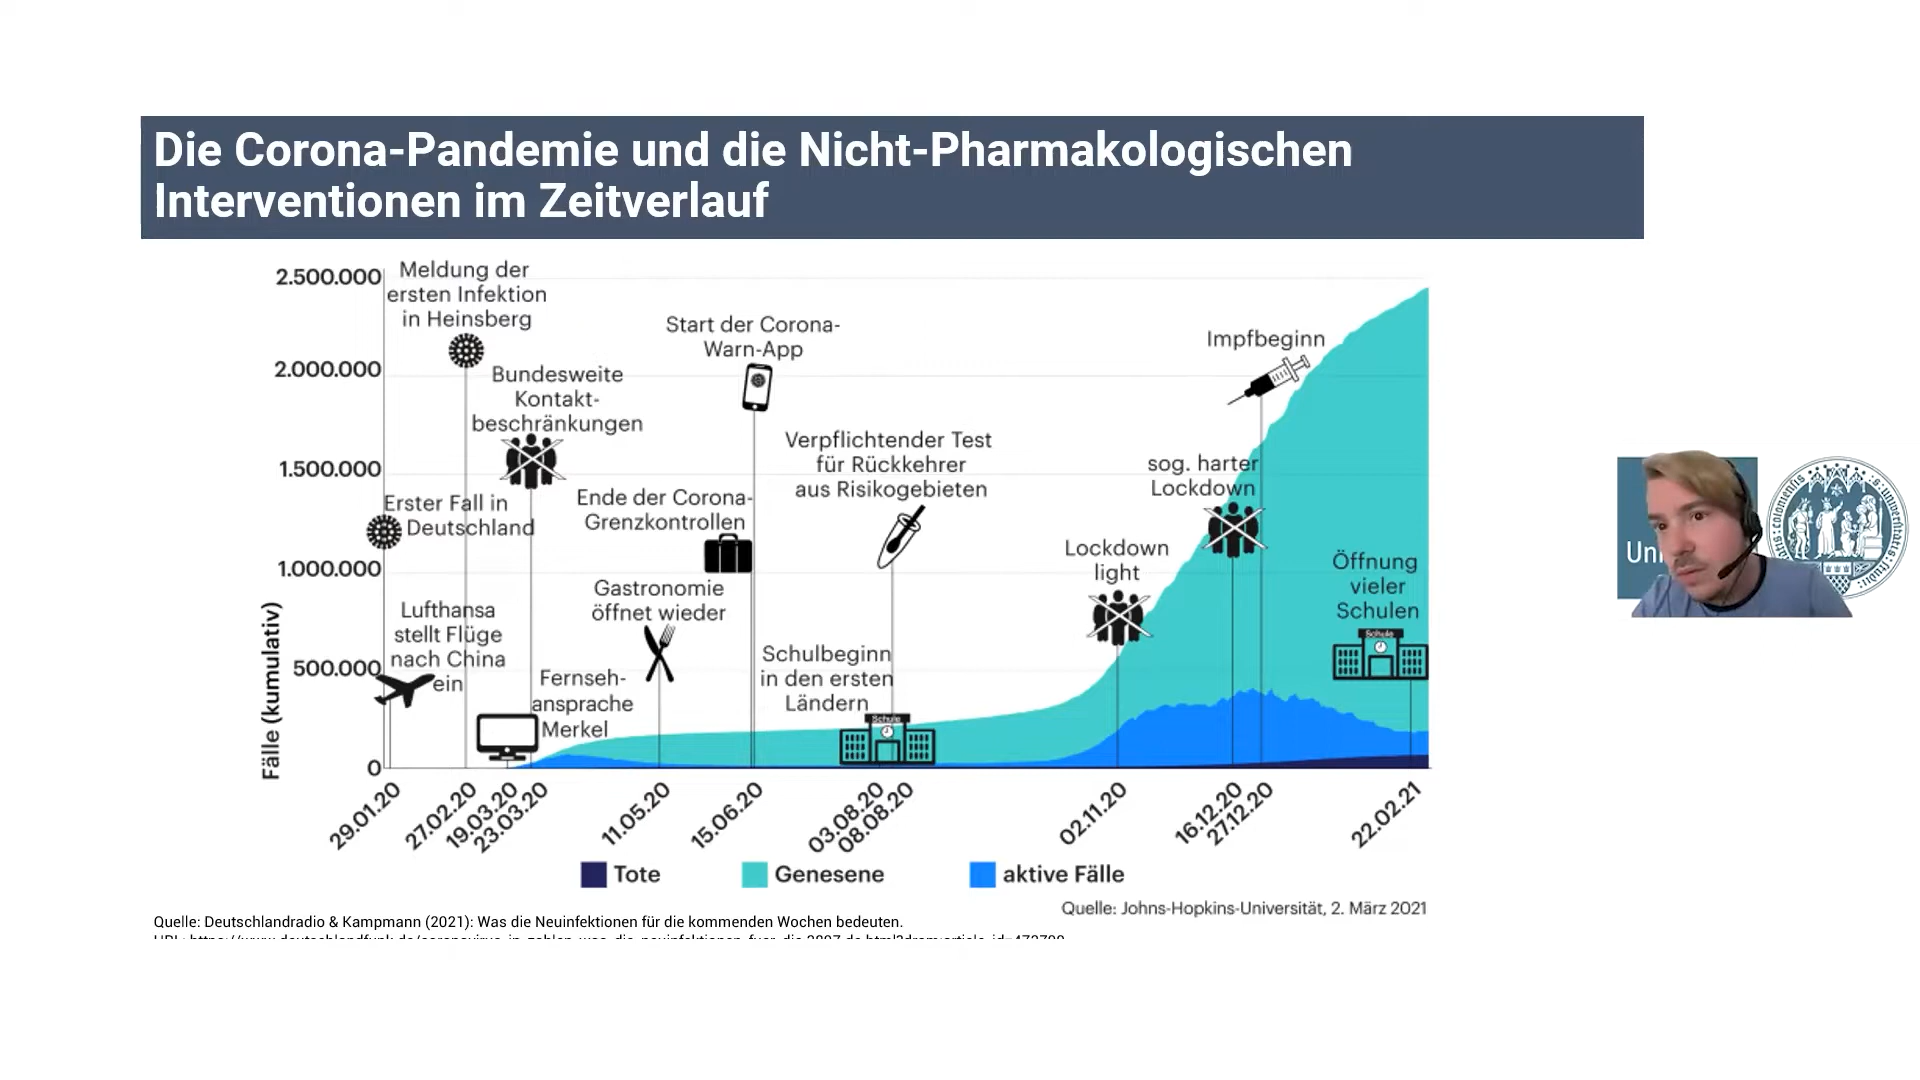 Die Corona-Pandemie und die Nicht-Pharmakologischen
Interventionen im Zeitverlauf
2.500.000
2.000.000
1.500.000
1.000.000
500.000
0
Fälle (kumulativ)
Meldung der
ersten Infektion
in Heinsberg
Bundesweite
Kontakt-
beschränkungen
Erster Fall in
Deutschland
Lufthansa
stellt Flüge
nach China
ein
Fernseh-
ansprache
Merkel
Start der Corona-
Warn-App
Ende der Corona-
Grenzkontrollen
Gastronomie
öffnet wieder
Verpflichtender Test
für Rückkehrer
aus Risikogebieten
Schulbeginn
in den ersten
Ländern
Schule
Lockdown
light
sog. harter
Lockdown
Impfbeginn
Öffnung
vieler
Schulen
Schule
29.01.20
27.02.20
19.03.20
23.03.20
11.05.20
15.06.20
03.08.20
08.08.20
02.11.20
16.12.20
27.12.20
22.02.21
Tote
Genesene
aktive Fälle
Quelle: Johns-Hopkins-Universität, 2. März 2021
Quelle: Deutschlandradio & Kampmann (2021): Was die Neuinfektionen für die kommenden Wochen bedeuten.